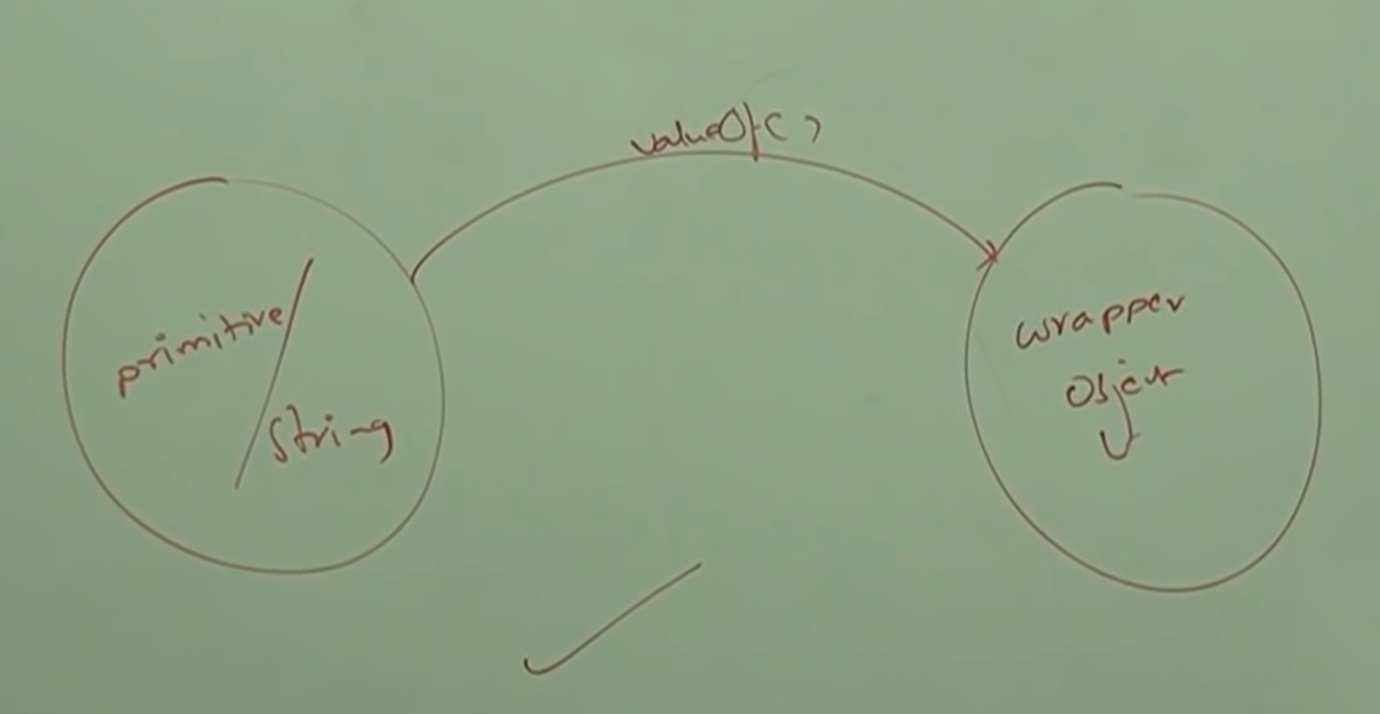 valueOf( )
primitive/
String
wrapper
Object